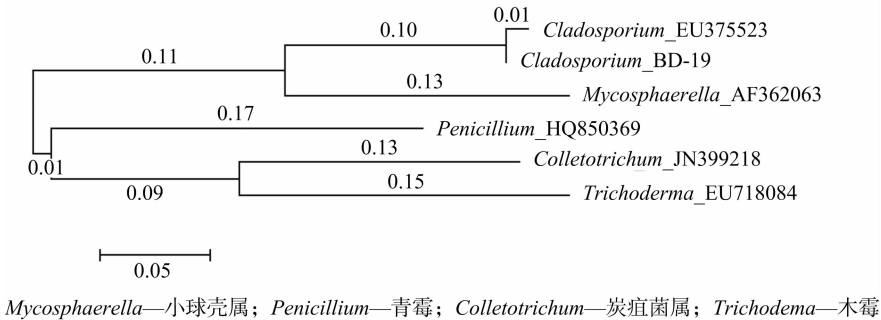 0.01
Cladosporium_EU375523
0.10
Cladosporium_BD-19
0.11
0.13
Mycosphaerella_AF362063
0.17
Penicillium_HQ850369
0.01
0.13
Colletotrichum_JN399218
0.09
0.15
Trichoderma_EU718084
0.05
Mycosphaerella—小球壳属；Penicillium—青霉；Colletotrichum—炭疽菌属；Trichodema—木霉